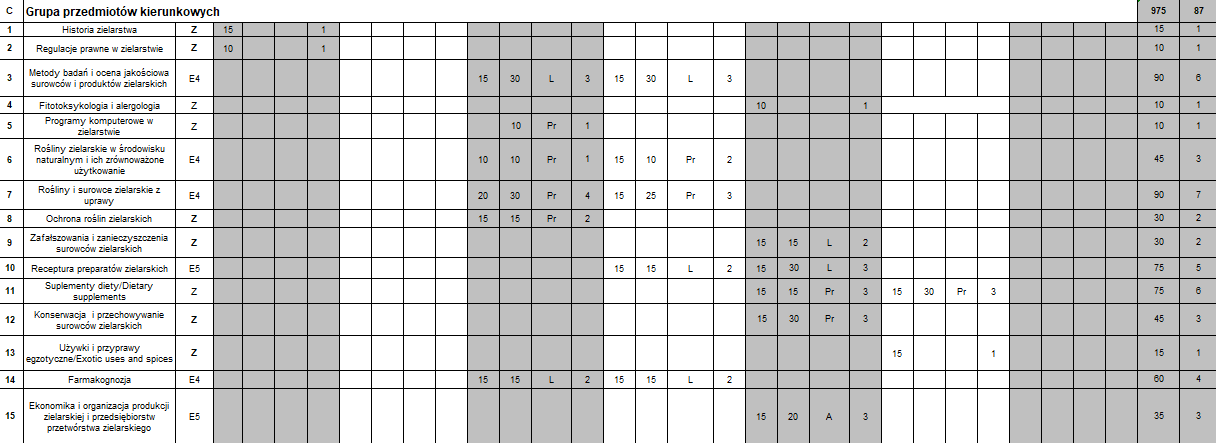 C Grupa przedmiotów kierunkowych 975 87
1 Historia zielarstwa Z 15 1 15 1
2 Regulacje prawne w zielarstwie Z 10 1 10 1
3 Metody badań i ocena jakościowa
surowców i produktów zielarskich E4 15 30 L 3 15 30 L 3 90 6
4 Fitotoksykologia i alergologia Z 10 1 10 1
5 Programy komputerowe w
zielarstwie Z 10 Pr 1 10 1
6 Rośliny zielarskie w środowisku
naturalnym i ich zrównoważone
użytkowanie E4 10 10 Pr 1 15 10 Pr 2 45 3
7 Rośliny i surowce zielarskie z
uprawy E4 20 30 Pr 4 15 25 Pr 3 90 7
8 Ochrona roślin zielarskich Z 15 15 Pr 2 30 2
9 Zafałszowania i zanieczyszczenia
surowców zielarskich Z 15 15 L 2 30 2
10 Receptura preparatów zielarskich E5 15 15 L 2 15 30 L 3 75 5
11 Suplementy diety/Dietary
supplements Z 15 15 Pr 3 15 30 Pr 3 75 6
12 Konserwacja i przechowywanie
surowców zielarskich Z 15 30 Pr 3 45 3
13 Używki i przyprawy
egzotyczne/Exotic uses and spices Z 15 1 15 1
14 Farmakognozja E4 15 15 L 2 15 15 L 2 60 4
15 Ekonomika i organizacja produkcji
zielarskiej i przedsiębiorstw
przetwórstwa zielarskiego E5 15 20 A 3 35 3